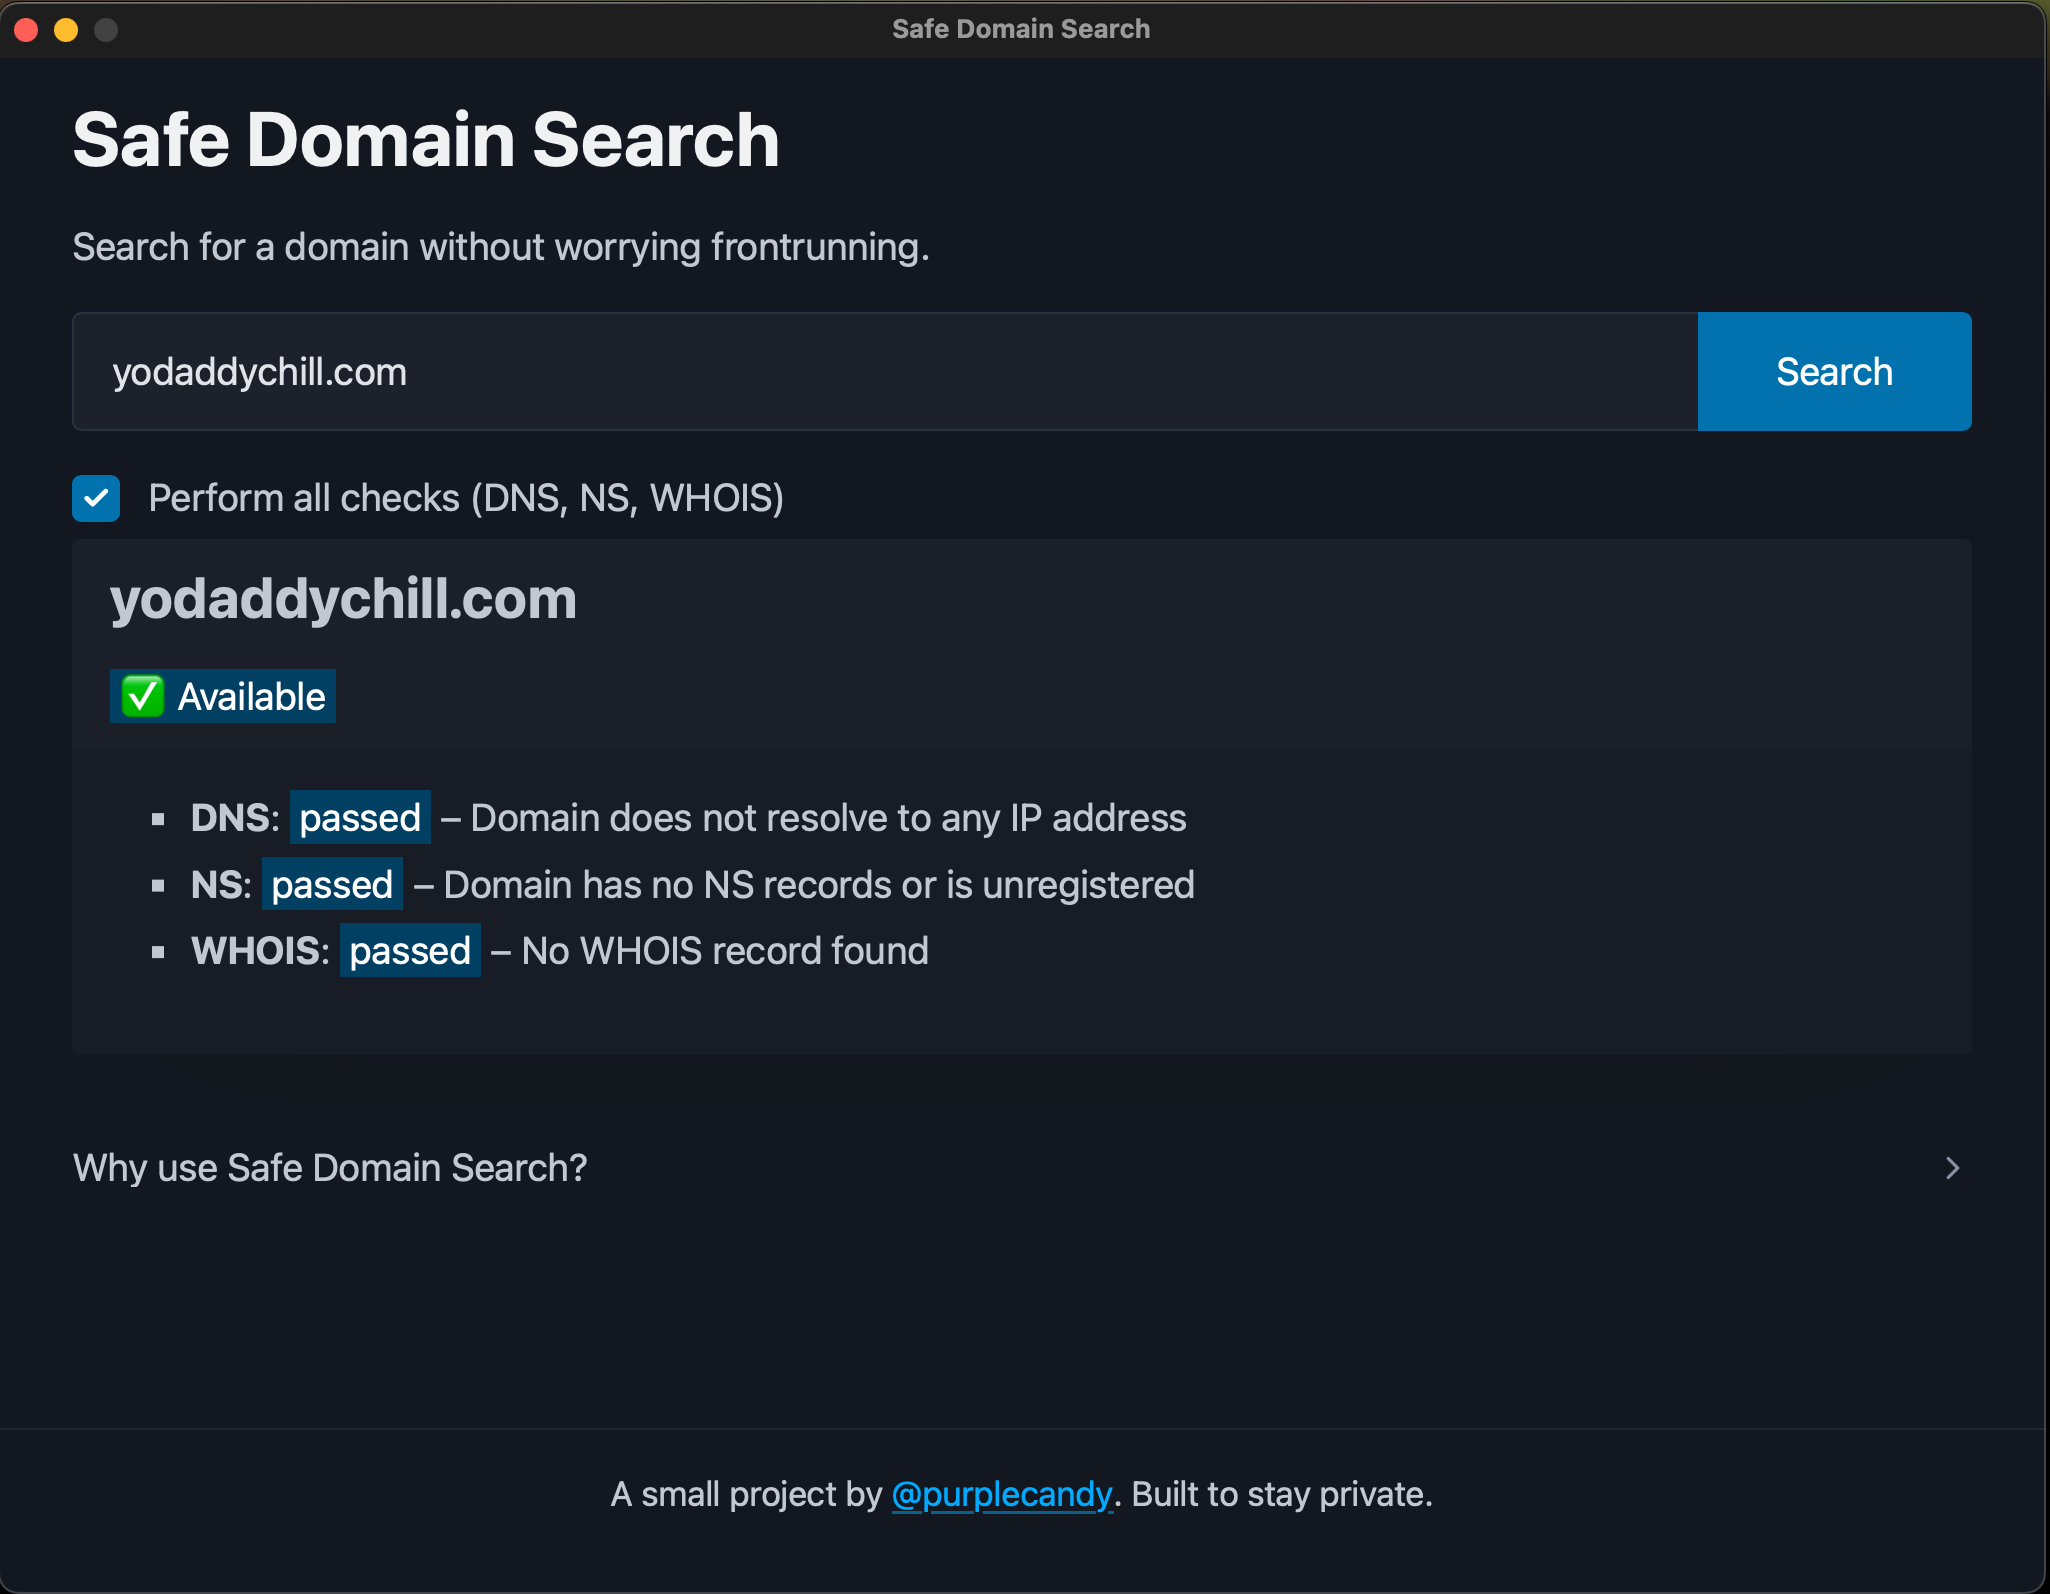 Safe Domain Search
Safe Domain Search
Search for a domain without worrying frontrunning.
yodaddychill.com
Search
Perform all checks (DNS, NS, WHOIS)
yodaddychill.com
✅ Available
▪ DNS: passed – Domain does not resolve to any IP address
▪ NS: passed – Domain has no NS records or is unregistered
▪ WHOIS: passed – No WHOIS record found
Why use Safe Domain Search?
A small project by @purplecandy. Built to stay private.